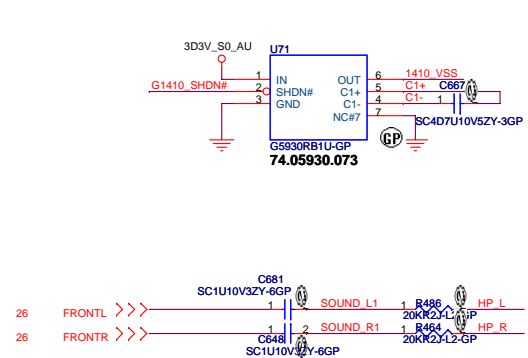 3D3V_S0_AU
U71
G1410_SHDN#
1 IN OUT 6 1410_VSS
2 SHDN# C1+ 5 C1+ C667
3 GND C1- 4 C1- 1
NC#7 7
SC4D7U10V5ZY-3GP
G5930RB1U-GP
GP
74.05930.073
C681
SC1U10V3ZY-6GP
26 FRONTL 1 SOUND_L1 1 R486 HP_L
20KR2J-L2-GP
26 FRONTR 1 2 SOUND_R1 1 R464 HP_R
C648 20KR2J-L2-GP
SC1U10V3ZY-6GP